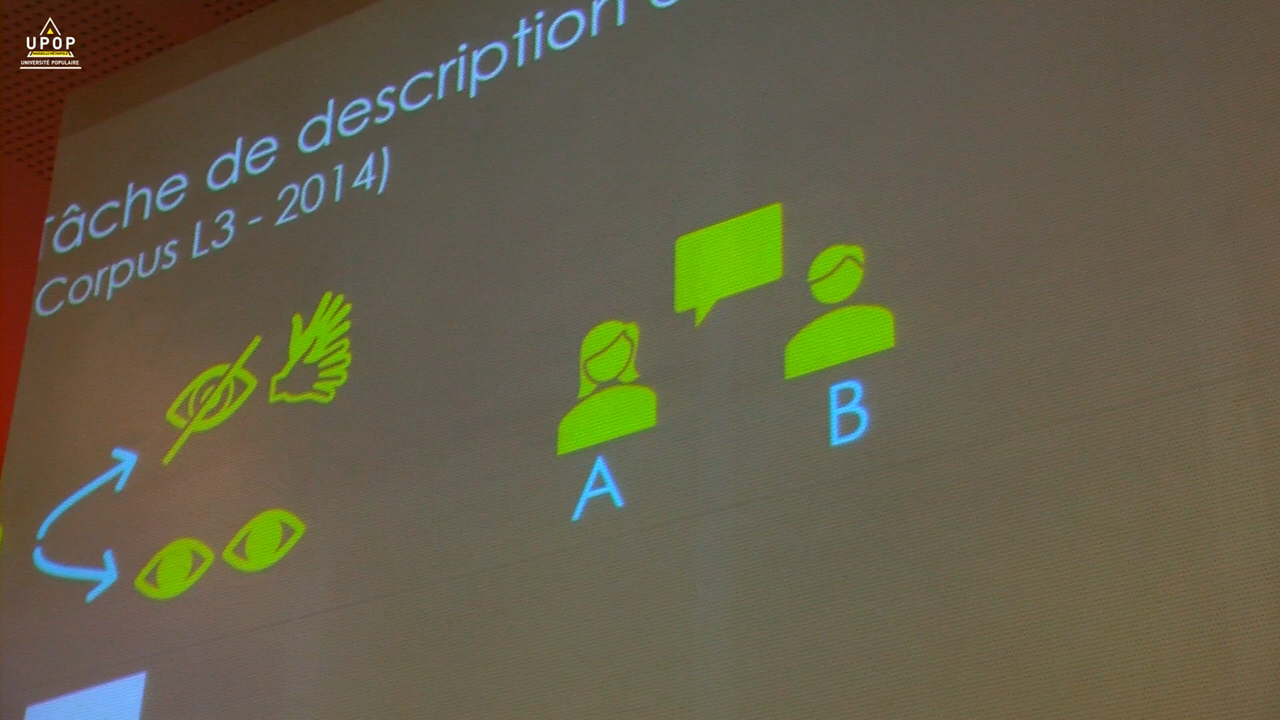 UPOP
UNIVERSITÉ POPULAIRE
Tâche de description
Corpus L3 - 2014)
B
A